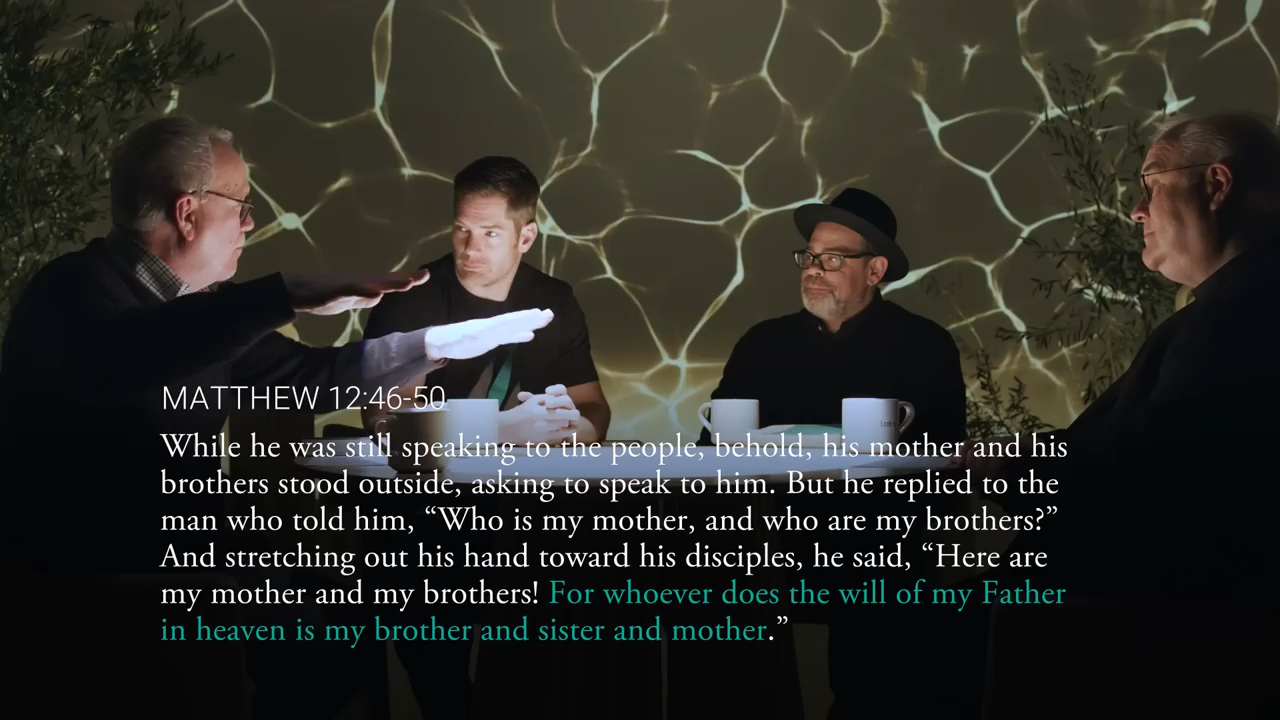 MATTHEW 12:46-50
While he was still speaking to the people, behold, his mother and his
brothers stood outside, asking to speak to him. But he replied to the
man who told him, “Who is my mother, and who are my brothers?”
And stretching out his hand toward his disciples, he said, “Here are
my mother and my brothers! For whoever does the will of my Father
in heaven is my brother and sister and mother.”